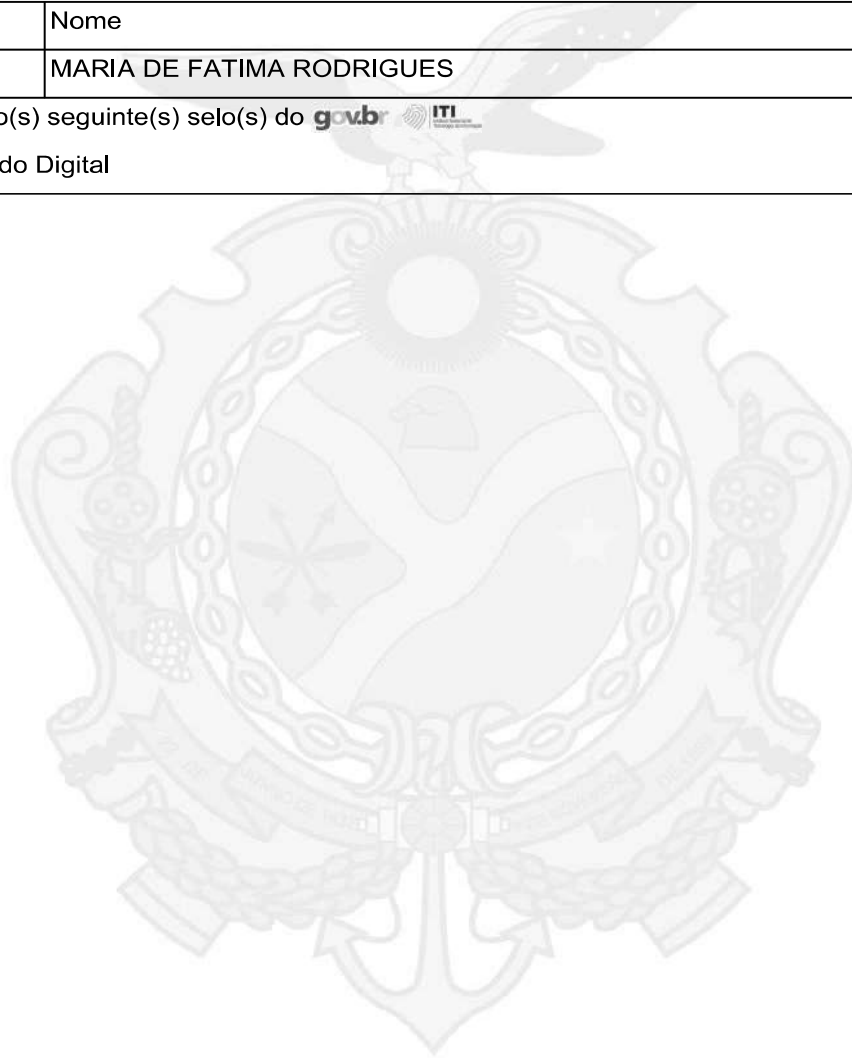 Nome
MARIA DE FATIMA RODRIGUES
o(s) seguinte(s) selo(s) do gov.br ITI
do Digital